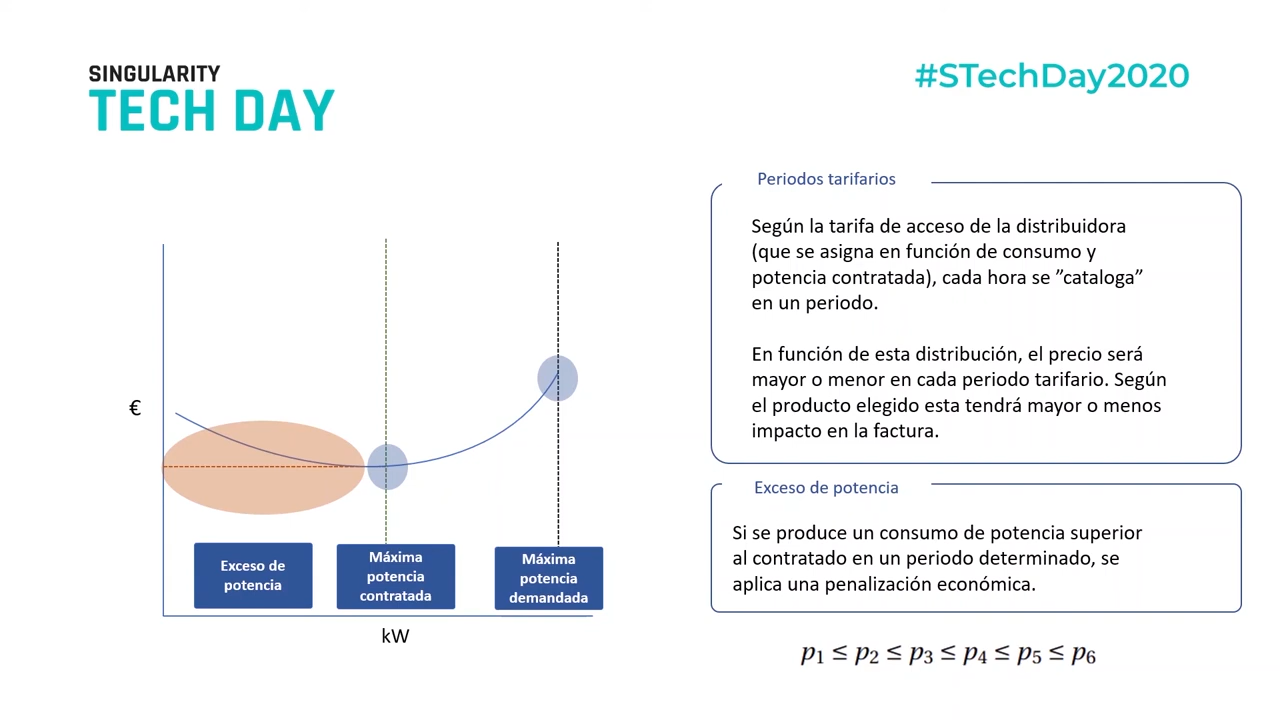 SINGULARITY
TECH DAY
#STechDay2020
€
Exceso de
potencia
Máxima
potencia
contratada
Máxima
potencia
demandada
kW
Periodos tarifarios
Según la tarifa de acceso de la distribuidora
(que se asigna en función de consumo y
potencia contratada), cada hora se ”cataloga”
en un periodo.
En función de esta distribución, el precio será
mayor o menor en cada periodo tarifario. Según
el producto elegido esta tendrá mayor o menos
impacto en la factura.
Exceso de potencia
Si se produce un consumo de potencia superior
al contratado en un periodo determinado, se
aplica una penalización económica.
p₁ ≤ p₂ ≤ p₃ ≤ p₄ ≤ p₅ ≤ p₆